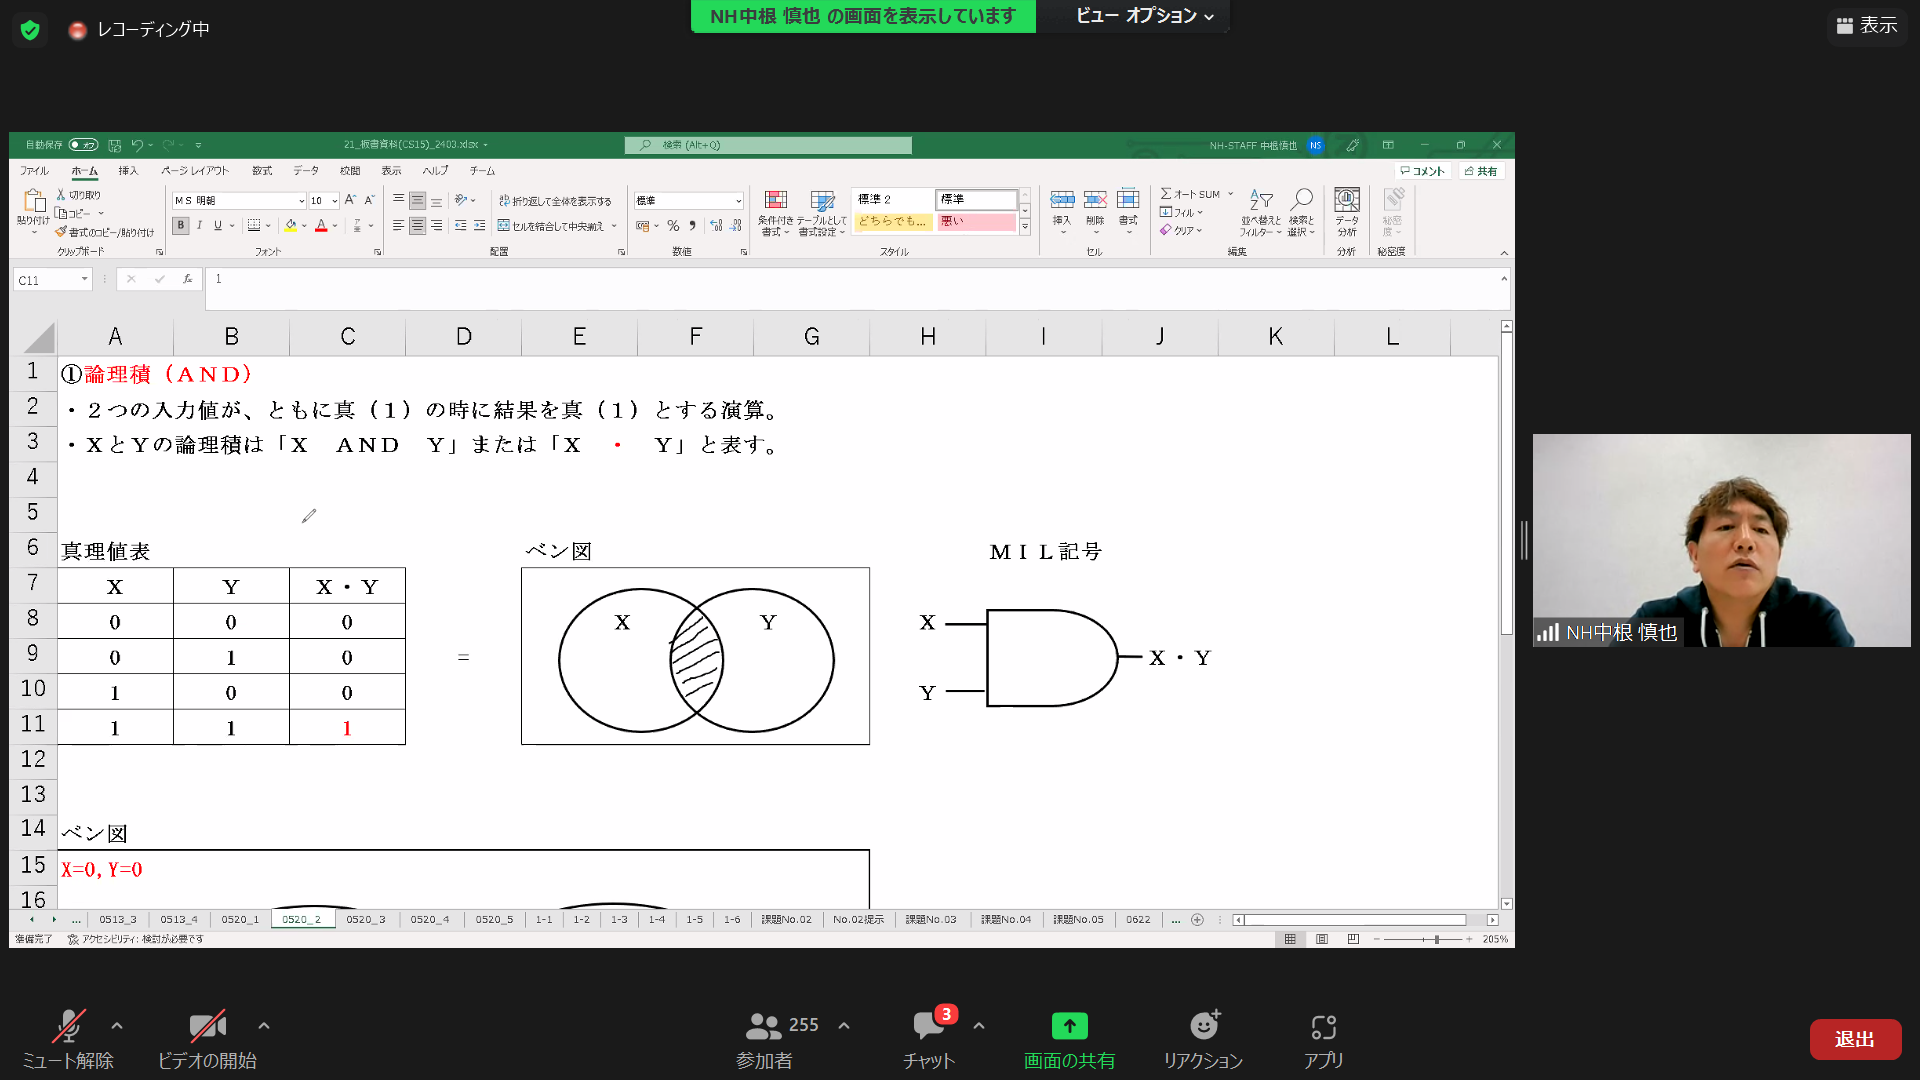 レコーディング中
NH中根 慎也 の画面を表示しています
ビュー オプション
表示
自動保存 オフ
21_板書資料(CS15)_2403.xlsx
検索 (Alt+Q)
NH-STAFF 中根慎也 NS
ファイル ホーム 挿入 ページ レイアウト 数式 データ 校閲 表示 ヘルプ チーム
コメント 共有
貼り付け
切り取り
コピー
書式のコピー/貼り付け
クリップボード
ＭＳ 明朝 10
B I U
フォント
折り返して全体を表示する
セルを結合して中央揃え
配置
標準
数値
条件付き書式
テーブルとして書式設定
標準 2 標準
どちらでも... 悪い
スタイル
挿入 削除 書式
セル
オート SUM
フィル
クリア
並べ替えとフィルター
検索と選択
編集
データ分析
分析
秘密度
秘密度
C11 fx 1
A B C D E F G H I J K L
1 ①論理積（ＡＮＤ）
2 ・２つの入力値が、ともに真（１）の時に結果を真（１）とする演算。
3 ・ＸとＹの論理積は「Ｘ　ＡＮＤ　Ｙ」または「Ｘ　・　Ｙ」と表す。
4
5
6 真理値表 ベン図 ＭＩＬ記号
7 X Y X・Y
8 0 0 0 X Y X
9 0 1 0 = X・Y
10 1 0 0 Y
11 1 1 1
12
13
14 ベン図
15 X=0,Y=0
16
... 0513_3 0513_4 0520_1 0520_2 0520_3 0520_4 0520_5 1-1 1-2 1-3 1-4 1-5 1-6 課題No.02 No.02提示 課題No.03 課題No.04 課題No.05 0622 ...
準備完了 アクセシビリティ: 検討が必要です
205%
NH中根 慎也
ミュート解除
ビデオの開始
255
参加者
3
チャット
画面の共有
リアクション
アプリ
退出